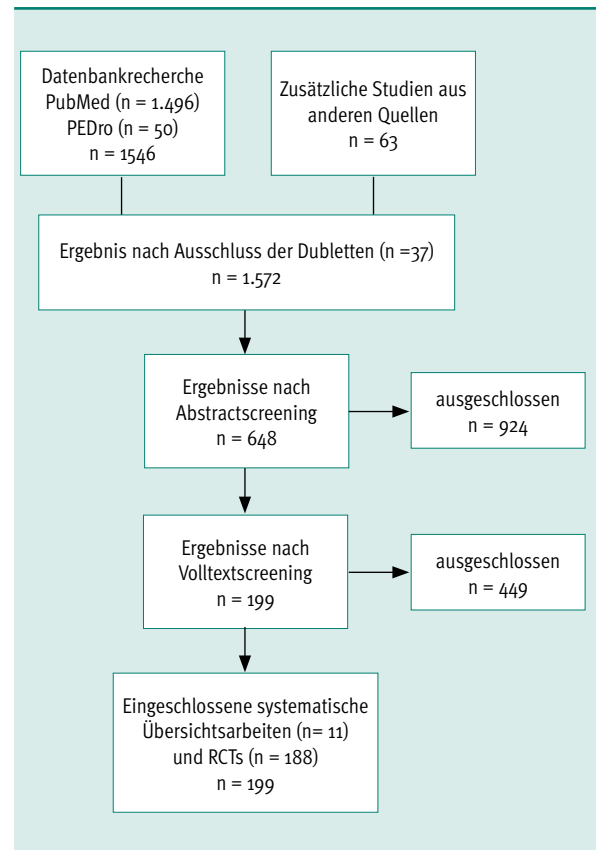 Datenbankrecherche
PubMed (n = 1.496)
PEDro (n = 50)
n = 1546
Zusätzliche Studien aus
anderen Quellen
n = 63
Ergebnis nach Ausschluss der Dubletten (n =37)
n = 1.572
Ergebnisse nach
Abstractscreening
n = 648
ausgeschlossen
n = 924
Ergebnisse nach
Volltextscreening
n = 199
ausgeschlossen
n = 449
Eingeschlossene systematische
Übersichtsarbeiten (n= 11)
und RCTs (n = 188)
n = 199